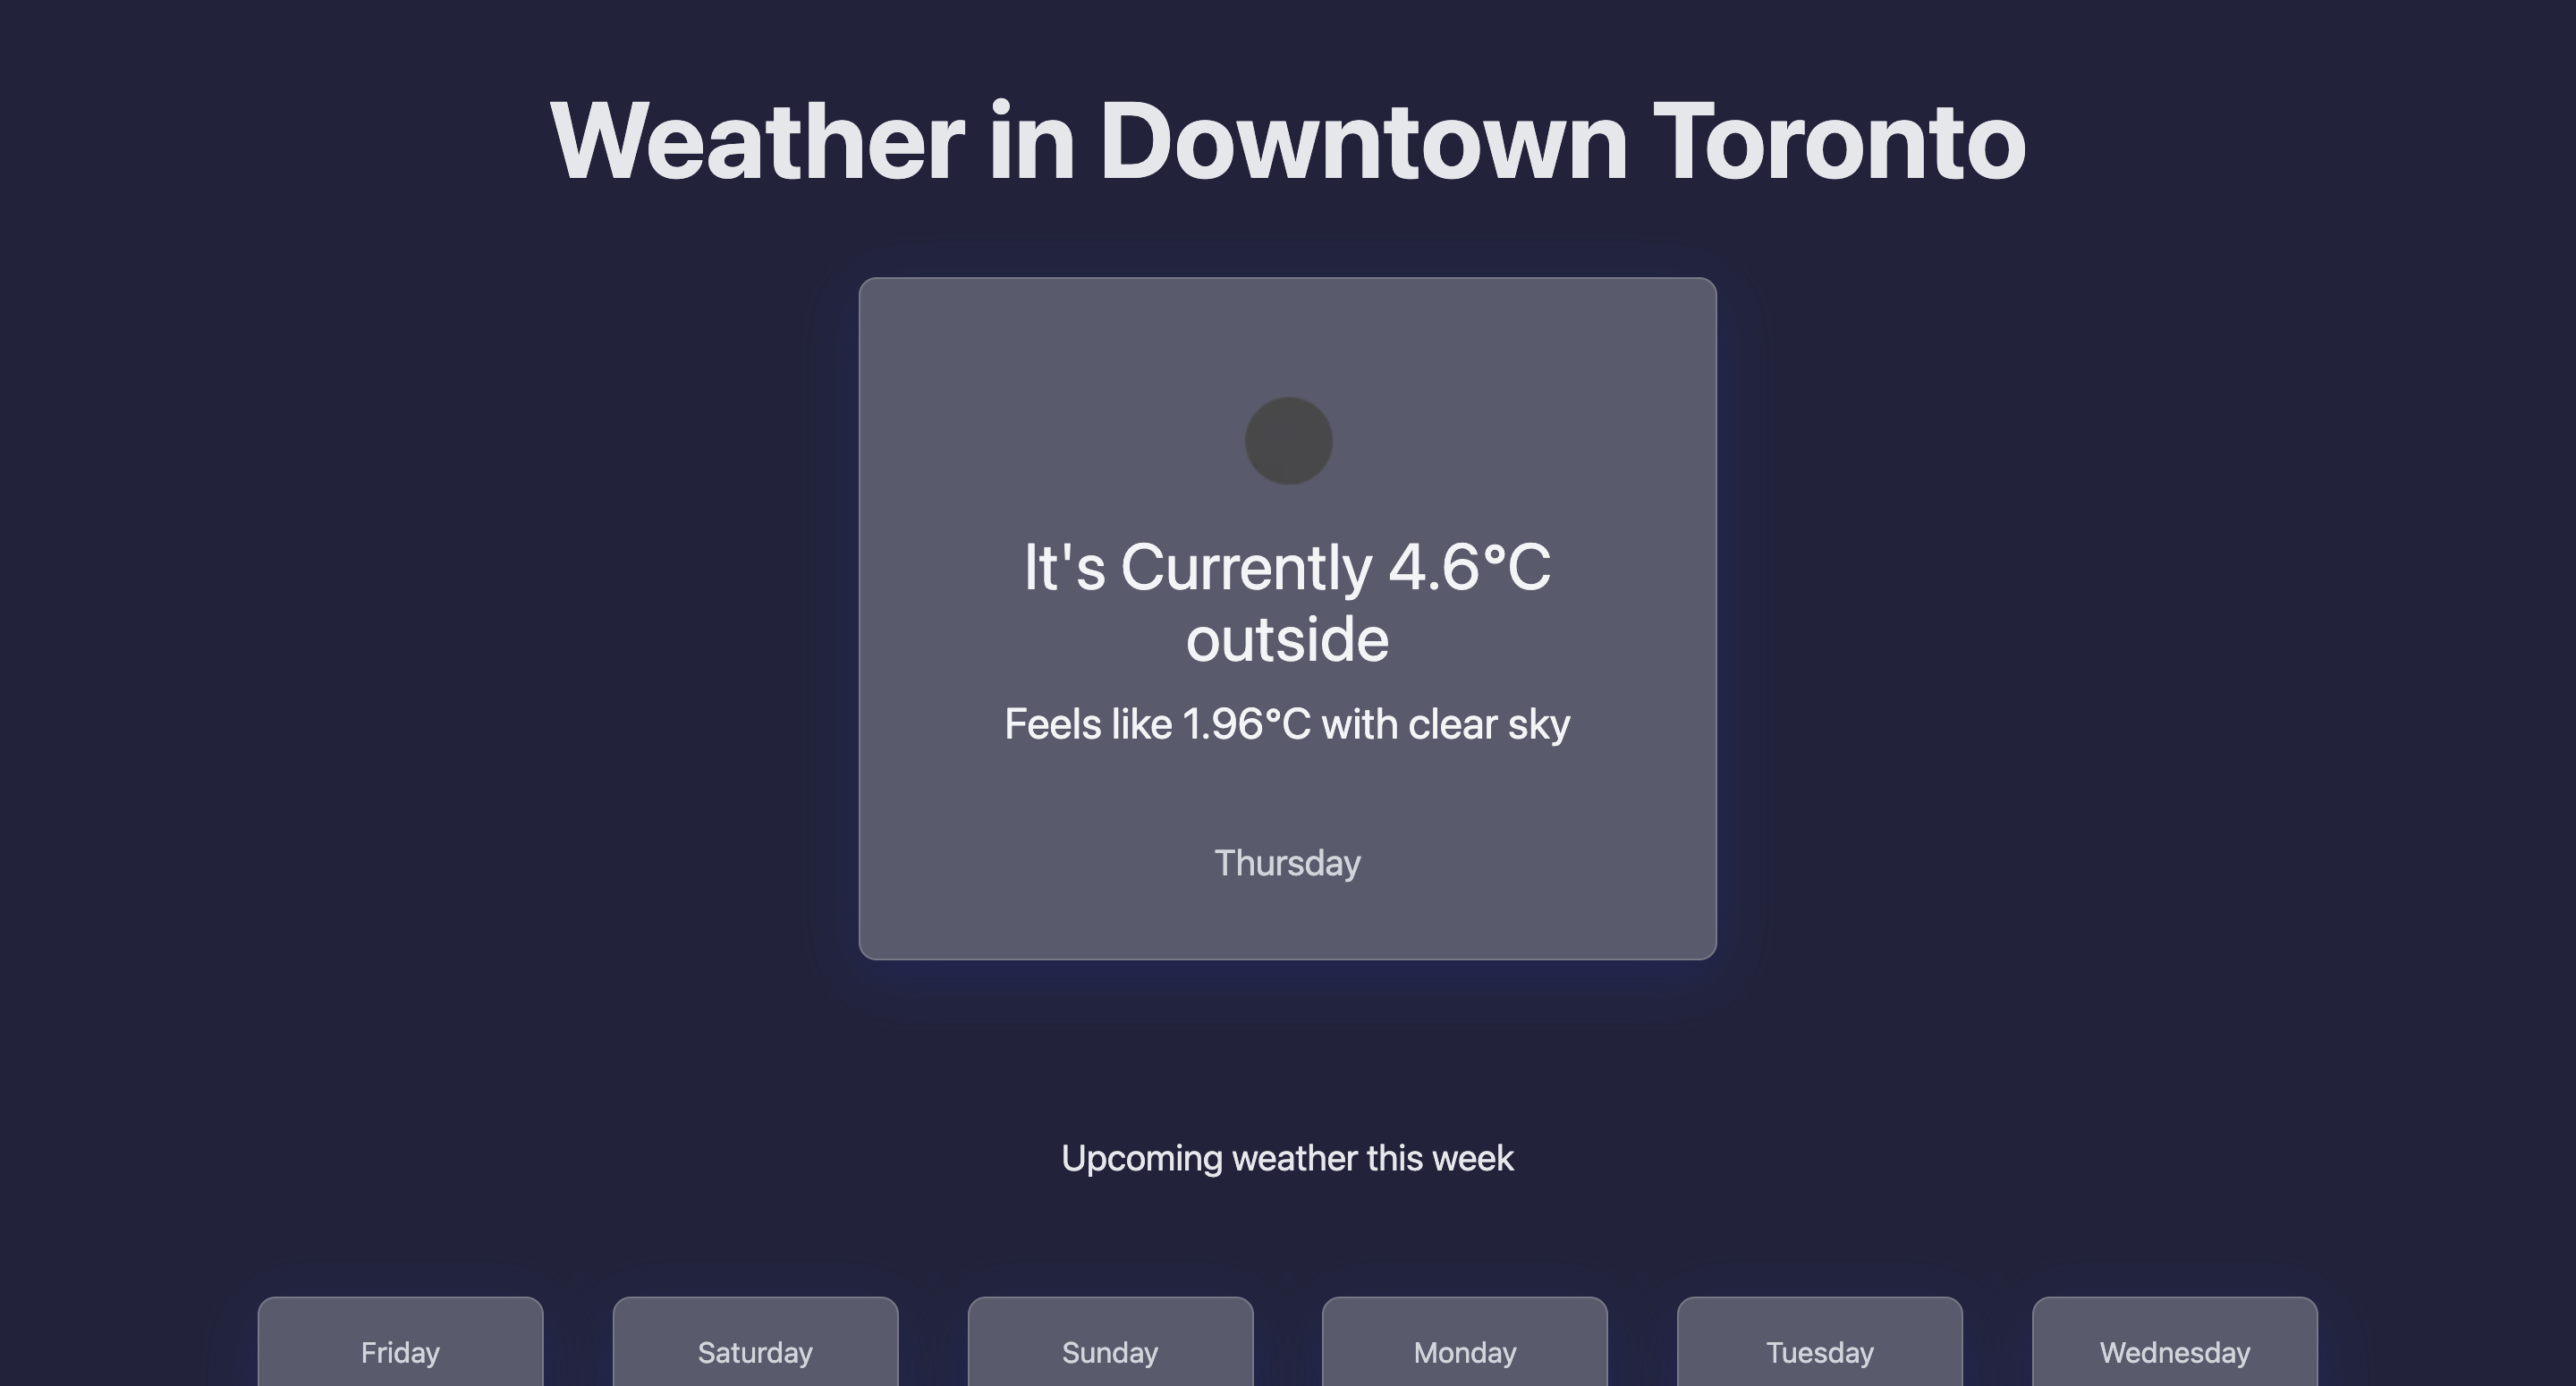 Weather in Downtown Toronto
It's Currently 4.6°C
outside
Feels like 1.96°C with clear sky
Thursday
Upcoming weather this week
Friday
Saturday
Sunday
Monday
Tuesday
Wednesday